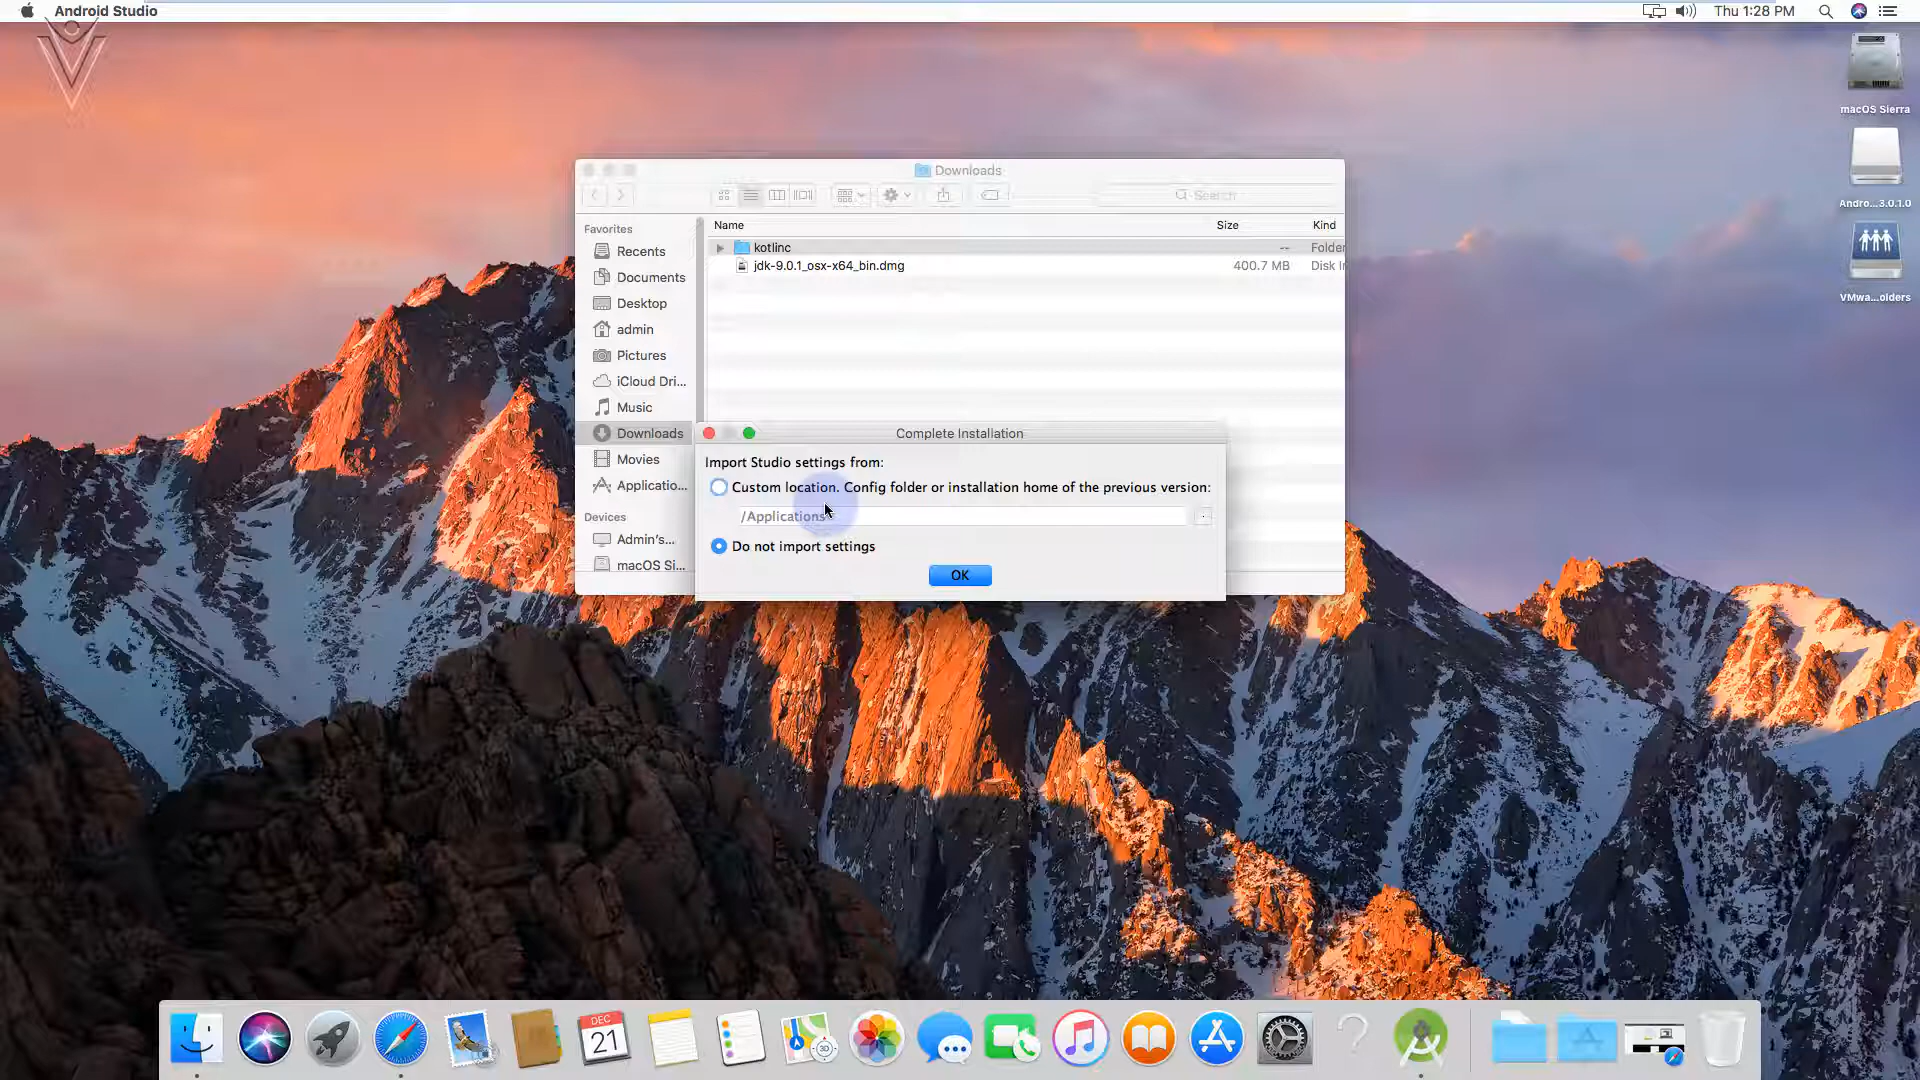 Android Studio
Thu 1:28 PM
macOS Sierra
Andro...3.0.1.0
VMwa...olders
Downloads
Search
Favorites
Name
Size
Kind
Recents
kotlinc
--
Folder
jdk-9.0.1_osx-x64_bin.dmg
400.7 MB
Disk I
Documents
Desktop
admin
Pictures
iCloud Dri...
Music
Downloads
Movies
Applicatio...
Devices
Admin's...
macOS Si...
Complete Installation
Import Studio settings from:
Custom location. Config folder or installation home of the previous version:
/Applications
Do not import settings
OK
DEC
21
3D